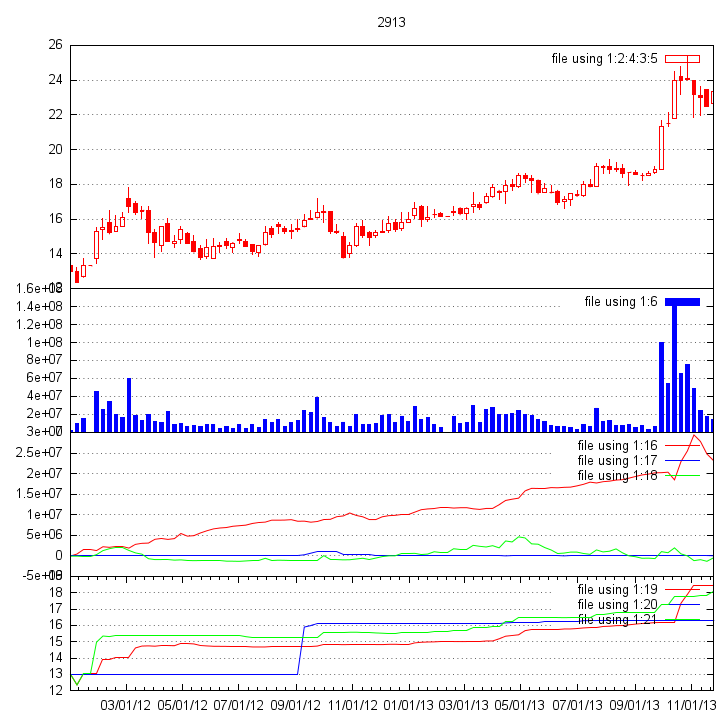 2913
26
file using 1:2:4:3:5
24
22
20
18
16
14
1.6e+08
file using 1:6
1.4e+08
1.2e+08
1e+08
8e+07
6e+07
4e+07
2e+07
3e+07
file using 1:16
2.5e+07
file using 1:17
2e+07
file using 1:18
1.5e+07
1e+07
5e+06
0
-5e+06
18
file using 1:19
17
file using 1:20
16
file using 1:21
15
14
13
12
03/01/12 05/01/12 07/01/12 09/01/12 11/01/12 01/01/13 03/01/13 05/01/13 07/01/13 09/01/13 11/01/13